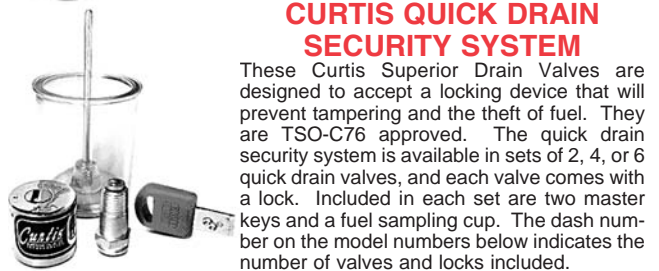 CURTIS QUICK DRAIN
SECURITY SYSTEM
These Curtis Superior Drain Valves are
designed to accept a locking device that will
prevent tampering and the theft of fuel. They
are TSO-C76 approved. The quick drain
security system is available in sets of 2, 4, or 6
quick drain valves, and each valve comes with
a lock. Included in each set are two master
keys and a fuel sampling cup. The dash num-
ber on the model numbers below indicates the
number of valves and locks included.
Curtis